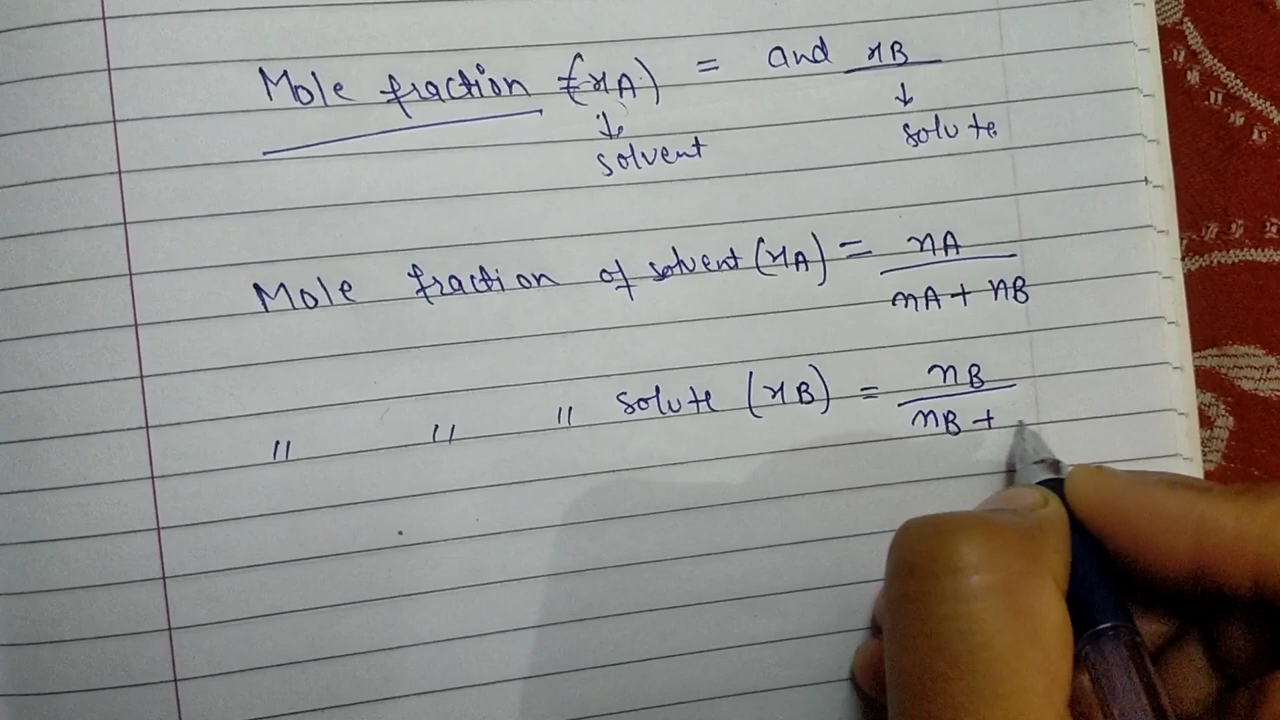 Mole fraction (xA) = and xB
↓ ↓
solvent solute
Mole fraction of solvent (xA) = nA / nA + nB
" " " solute (xB) = nB / nB +